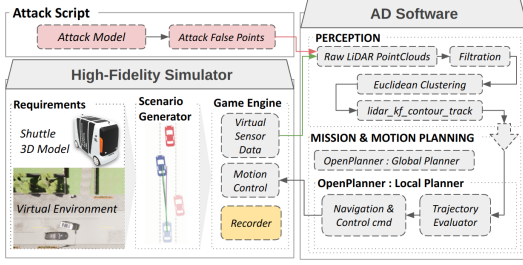 Attack Script
Attack Model
Attack False Points
High-Fidelity Simulator
Requirements
Shuttle
3D Model
Virtual Environment
Scenario
Generator
Game Engine
Virtual
Sensor
Data
Motion
Control
Recorder
AD Software
PERCEPTION
Raw LiDAR PointClouds
Filtration
Euclidean Clustering
lidar_kf_contour_track
MISSION & MOTION PLANNING
OpenPlanner : Global Planner
OpenPlanner : Local Planner
Navigation &
Control cmd
Trajectory
Evaluator